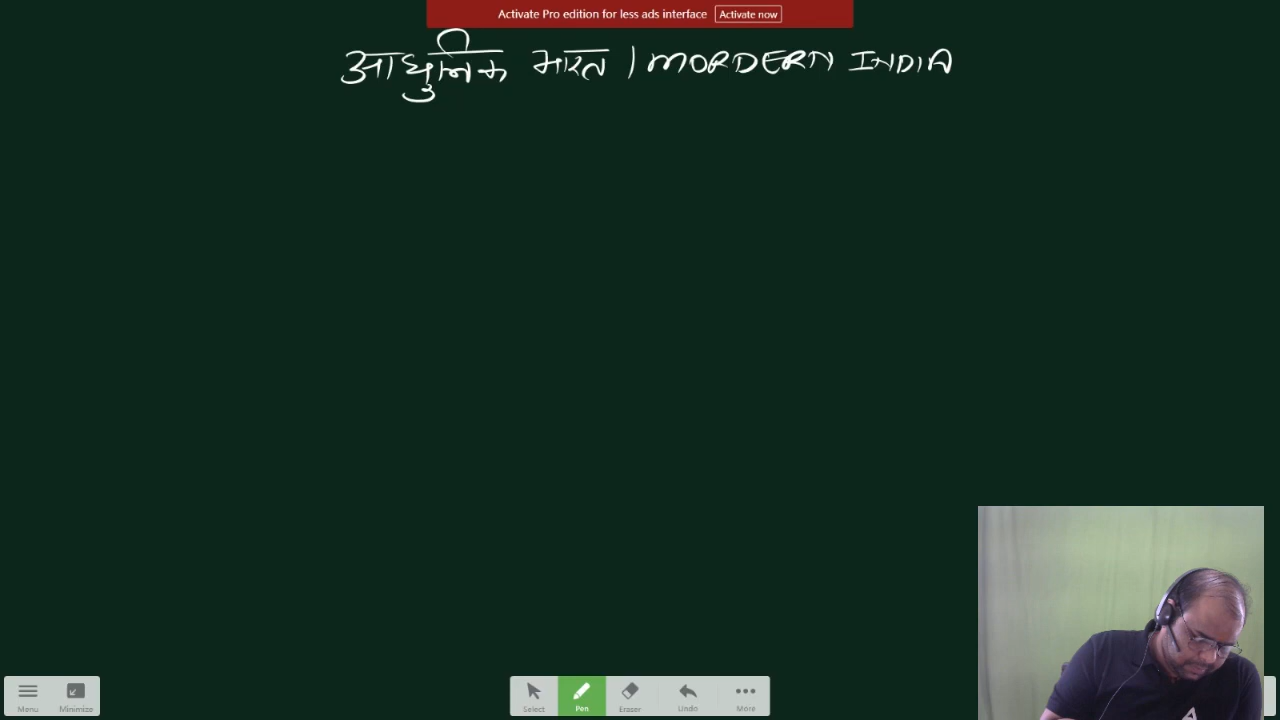 Activate Pro edition for less ads interface Activate now
आधुनिक भारत | MORDERN INDIA
Menu Minimize Select Pen Eraser Undo More